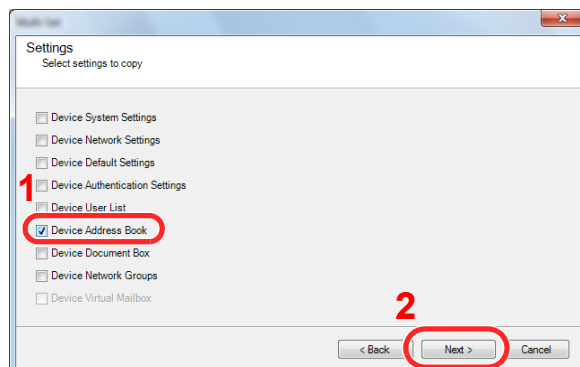 Settings
Select settings to copy
Device System Settings
Device Network Settings
Device Default Settings
Device Authentication Settings
1
Device User List
Device Address Book
Device Document Box
Device Network Groups
Device Virtual Mailbox
2
< Back Next > Cancel